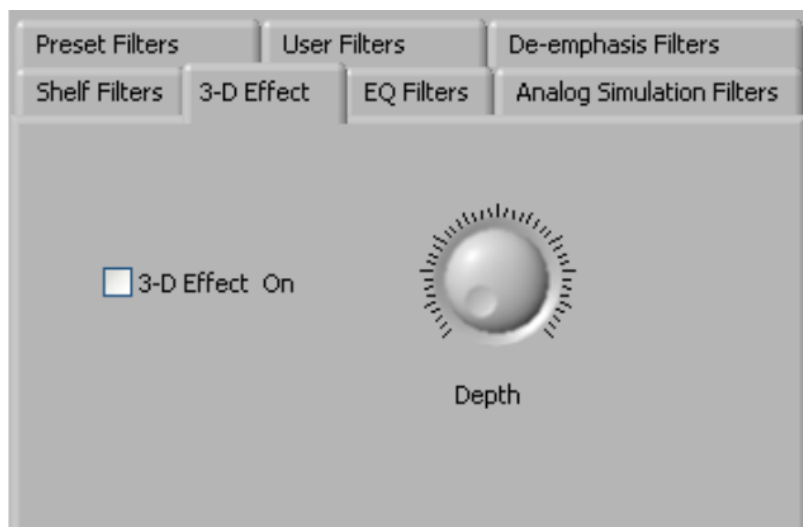 Preset Filters User Filters De-emphasis Filters
Shelf Filters 3-D Effect EQ Filters Analog Simulation Filters
3-D Effect On
Depth